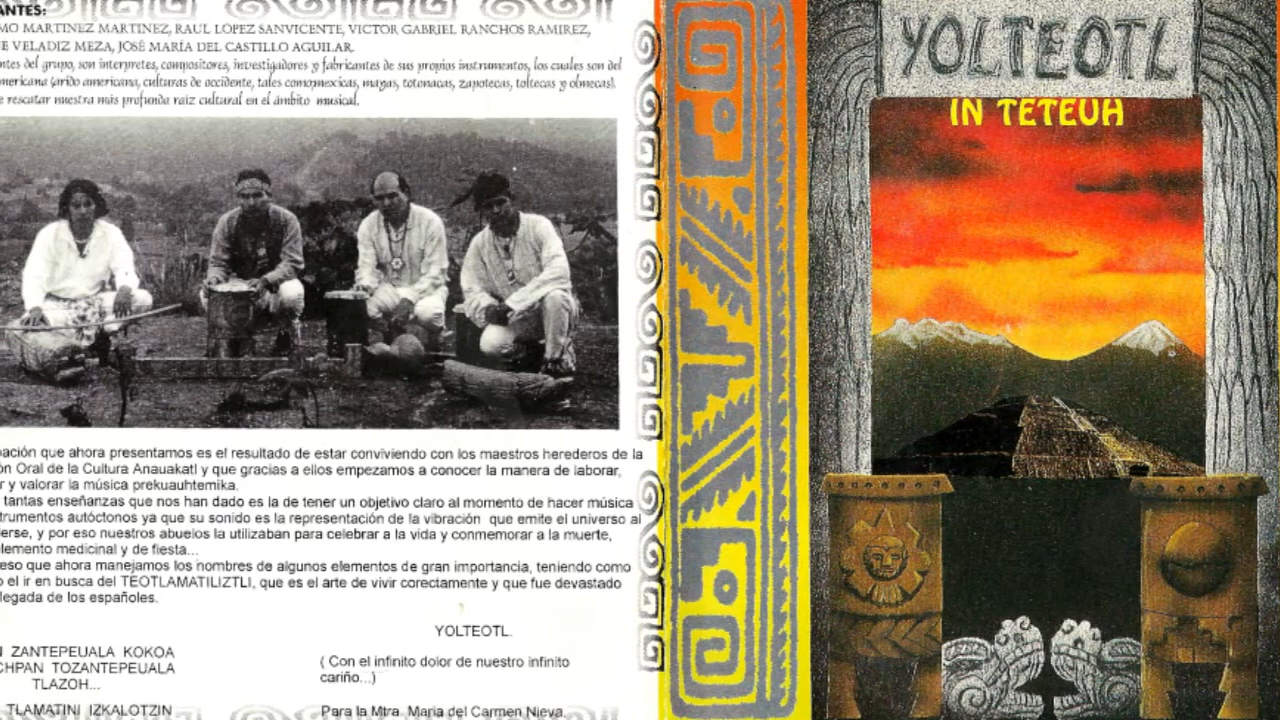 ANTES:
MO MARTINEZ MARTINEZ, RAUL LÓPEZ SANVICENTE, VICTOR GABRIEL RANCHOS RAMIREZ,
E VELADIZ MEZA, JOSÉ MARÍA DEL CASTILLO AGUILAR
ntes del grupo, son interpretes, compositores, investigadores y fabricantes de sus propios instrumentos, los cuales son del
mericana (arido americana, culturas de occidente, tales como,mexicas, mayas, totonacas, zapotecas, toltecas y olmecas).
e rescatar nuestra más profunda raiz cultural en el ámbito musical.
pación que ahora presentamos es el resultado de estar conviviendo con los maestros herederos de la
ón Oral de la Cultura Anauakatl y que gracias a ellos empezamos a conocer la manera de laborar,
r y valorar la música prekuauhtemika.
tantas enseñanzas que nos han dado es la de tener un objetivo claro al momento de hacer música
trumentos autóctonos ya que su sonido es la representación de la vibración que emite el universo al
erse, y por eso nuestros abuelos la utilizaban para celebrar a la vida y conmemorar a la muerte,
elemento medicinal y de fiesta...
eso que ahora manejamos los nombres de algunos elementos de gran importancia, teniendo como
o el ir en busca del TEOTLAMATILIZTLI, que es el arte de vivir corectamente y que fue devastado
legada de los españoles.
YOLTEOTL.
N ZANTEPEUALA KOKOA
CHPAN TOZANTEPEUALA
TLAZOH...
( Con el infinito dolor de nuestro infinito
cariño...)
TLAMATINI IZKALOTZIN
Para la Mtra. Maria del Carmen Nieva.
YOLTEOTL
IN TETEUH